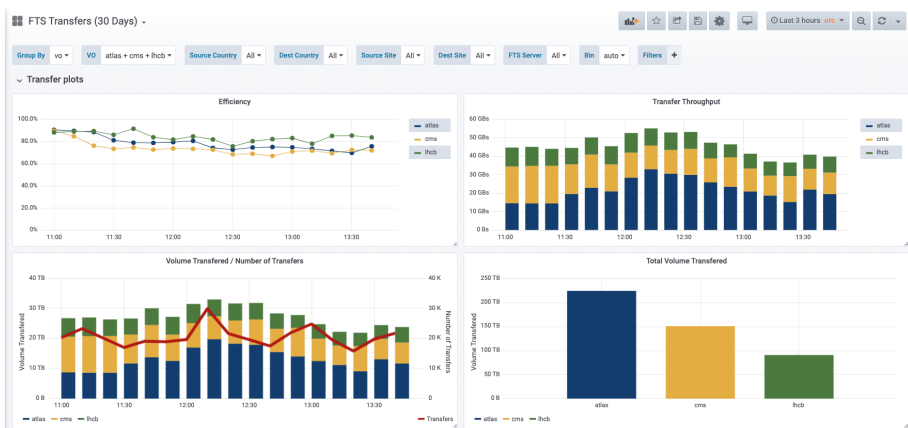 FTS Transfers (30 Days)
Last 3 hours UTC
Group By vo VO atlas + cms + lhcb Source Country All Dest Country All Source Site All Dest Site All FTS Server All Bin auto Filters +
Transfer plots
Efficiency
100.0%
80.0%
60.0%
40.0%
20.0%
0%
11:00 11:30 12:00 12:30 13:00 13:30
atlas
cms
lhcb
Transfer Throughput
60 GBs
50 GBs
40 GBs
30 GBs
20 GBs
10 GBs
0 Bs
11:00 11:30 12:00 12:30 13:00 13:30
atlas
cms
lhcb
Volume Transfered / Number of Transfers
Volume Transfered
40 TB
30 TB
20 TB
10 TB
0 B
40 K
30 K
20 K
10 K
0
Number of Transfers
11:00 11:30 12:00 12:30 13:00 13:30
atlas cms lhcb Transfers
Total Volume Transfered
Volume Transfered
250 TB
200 TB
150 TB
100 TB
50 TB
0 B
atlas cms lhcb
atlas cms lhcb